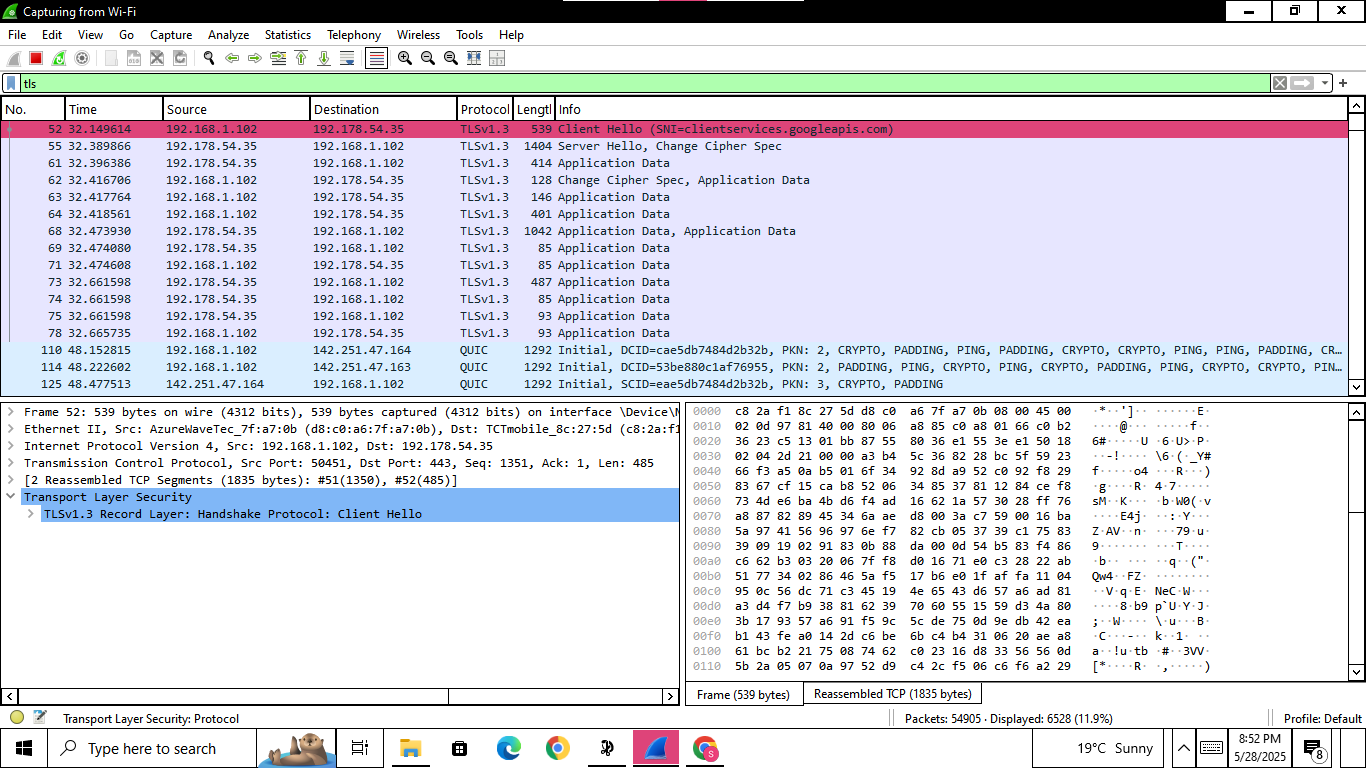 Capturing from Wi-Fi
File Edit View Go Capture Analyze Statistics Telephony Wireless Tools Help
tls
No. Time Source Destination Protocol Lengtl Info
52 32.149614 192.168.1.102 192.178.54.35 TLSv1.3 539 Client Hello (SNI=clientservices.googleapis.com)
55 32.389866 192.178.54.35 192.168.1.102 TLSv1.3 1404 Server Hello, Change Cipher Spec
61 32.396386 192.178.54.35 192.168.1.102 TLSv1.3 414 Application Data
62 32.416706 192.168.1.102 192.178.54.35 TLSv1.3 128 Change Cipher Spec, Application Data
63 32.417764 192.168.1.102 192.178.54.35 TLSv1.3 146 Application Data
64 32.418561 192.168.1.102 192.178.54.35 TLSv1.3 401 Application Data
68 32.473930 192.178.54.35 192.168.1.102 TLSv1.3 1042 Application Data, Application Data
69 32.474080 192.178.54.35 192.168.1.102 TLSv1.3 85 Application Data
71 32.474608 192.168.1.102 192.178.54.35 TLSv1.3 85 Application Data
73 32.661598 192.178.54.35 192.168.1.102 TLSv1.3 487 Application Data
74 32.661598 192.178.54.35 192.168.1.102 TLSv1.3 85 Application Data
75 32.661598 192.178.54.35 192.168.1.102 TLSv1.3 93 Application Data
78 32.665735 192.168.1.102 192.178.54.35 TLSv1.3 93 Application Data
110 48.152815 192.168.1.102 142.251.47.164 QUIC 1292 Initial, DCID=cae5db7484d2b32b, PKN: 2, CRYPTO, PADDING, PING, PADDING, CRYPTO, CRYPTO, PING, PING, PADDING, CR…
114 48.222602 192.168.1.102 142.251.47.163 QUIC 1292 Initial, DCID=53be880c1af76955, PKN: 2, PADDING, PING, CRYPTO, PING, CRYPTO, PADDING, PING, CRYPTO, CRYPTO, PIN…
125 48.477513 142.251.47.164 192.168.1.102 QUIC 1292 Initial, SCID=eae5db7484d2b32b, PKN: 3, CRYPTO, PADDING
Frame 52: 539 bytes on wire (4312 bits), 539 bytes captured (4312 bits) on interface \Device\N
Ethernet II, Src: AzureWaveTec_7f:a7:0b (d8:c0:a6:7f:a7:0b), Dst: TCTmobile_8c:27:5d (c8:2a:f1
Internet Protocol Version 4, Src: 192.168.1.102, Dst: 192.178.54.35
Transmission Control Protocol, Src Port: 50451, Dst Port: 443, Seq: 1351, Ack: 1, Len: 485
[2 Reassembled TCP Segments (1835 bytes): #51(1350), #52(485)]
Transport Layer Security
TLSv1.3 Record Layer: Handshake Protocol: Client Hello
0000 c8 2a f1 8c 27 5d d8 c0 a6 7f a7 0b 08 00 45 00 ·*··']·· ······E·
0010 02 0d 97 81 40 00 80 06 a8 85 c0 a8 01 66 c0 b2 ····@··· ·····f··
0020 36 23 c5 13 01 bb 87 55 80 36 e1 55 3e e1 50 18 6#·····U ·6·U>·P·
0030 02 04 2d 21 00 00 a3 b4 5c 36 82 28 bc 5f 59 23 ··-!···· \6·(·_Y#
0040 66 f3 a5 0a b5 01 6f 34 92 8d a9 52 c0 92 f8 29 f·····o4 ···R···)
0050 83 67 cf 15 ca b8 52 06 34 85 37 81 12 84 ce f8 ·g····R· 4·7·····
0060 73 4d e6 ba 4b d6 f4 ad 16 62 1a 57 30 28 ff 76 sM··K··· ·b·W0(·v
0070 a8 87 82 89 45 34 6a ae d8 00 3a c7 59 00 16 ba ····E4j· ··:·Y···
0080 5a 97 41 56 96 97 6e f7 82 cb 05 37 39 c1 75 83 Z·AV··n· ···79·u·
0090 39 09 19 02 91 83 0b 88 da 00 0d 54 b5 83 f4 86 9······· ···T····
00a0 c6 62 b3 03 20 06 7f f8 d0 16 71 e0 c3 28 22 ab ·b·· ··· ··q··("·
00b0 51 77 34 02 86 46 5a f5 17 b6 e0 1f af fa 11 04 Qw4··FZ· ········
00c0 95 0c 56 dc 71 c3 45 19 4e 65 43 d6 57 a6 ad 81 ··V·q·E· NeC·W···
00d0 a3 d4 f7 b9 38 81 62 39 70 60 55 15 59 d3 4a 80 ····8·b9 p`U·Y·J·
00e0 3b 17 93 57 a6 91 f5 9c 5c de 75 0d 9e db 42 ea ;··W···· \·u···B·
00f0 b1 43 fe a0 14 2d c6 be 6b c4 b4 31 06 20 ae a8 ·C···-·· k··1· ··
0100 61 bc b2 21 75 08 74 62 c0 23 16 d8 33 56 56 0d a··!u·tb ·#··3VV·
0110 5b 2a 05 07 0a 97 52 d9 c4 2c f5 06 c6 f6 a2 29 [*····R· ·,·····)
Frame (539 bytes) Reassembled TCP (1835 bytes)
Transport Layer Security: Protocol Packets: 54905 · Displayed: 6528 (11.9%) Profile: Default
Type here to search 19°C Sunny 8:52 PM
5/28/2025 8